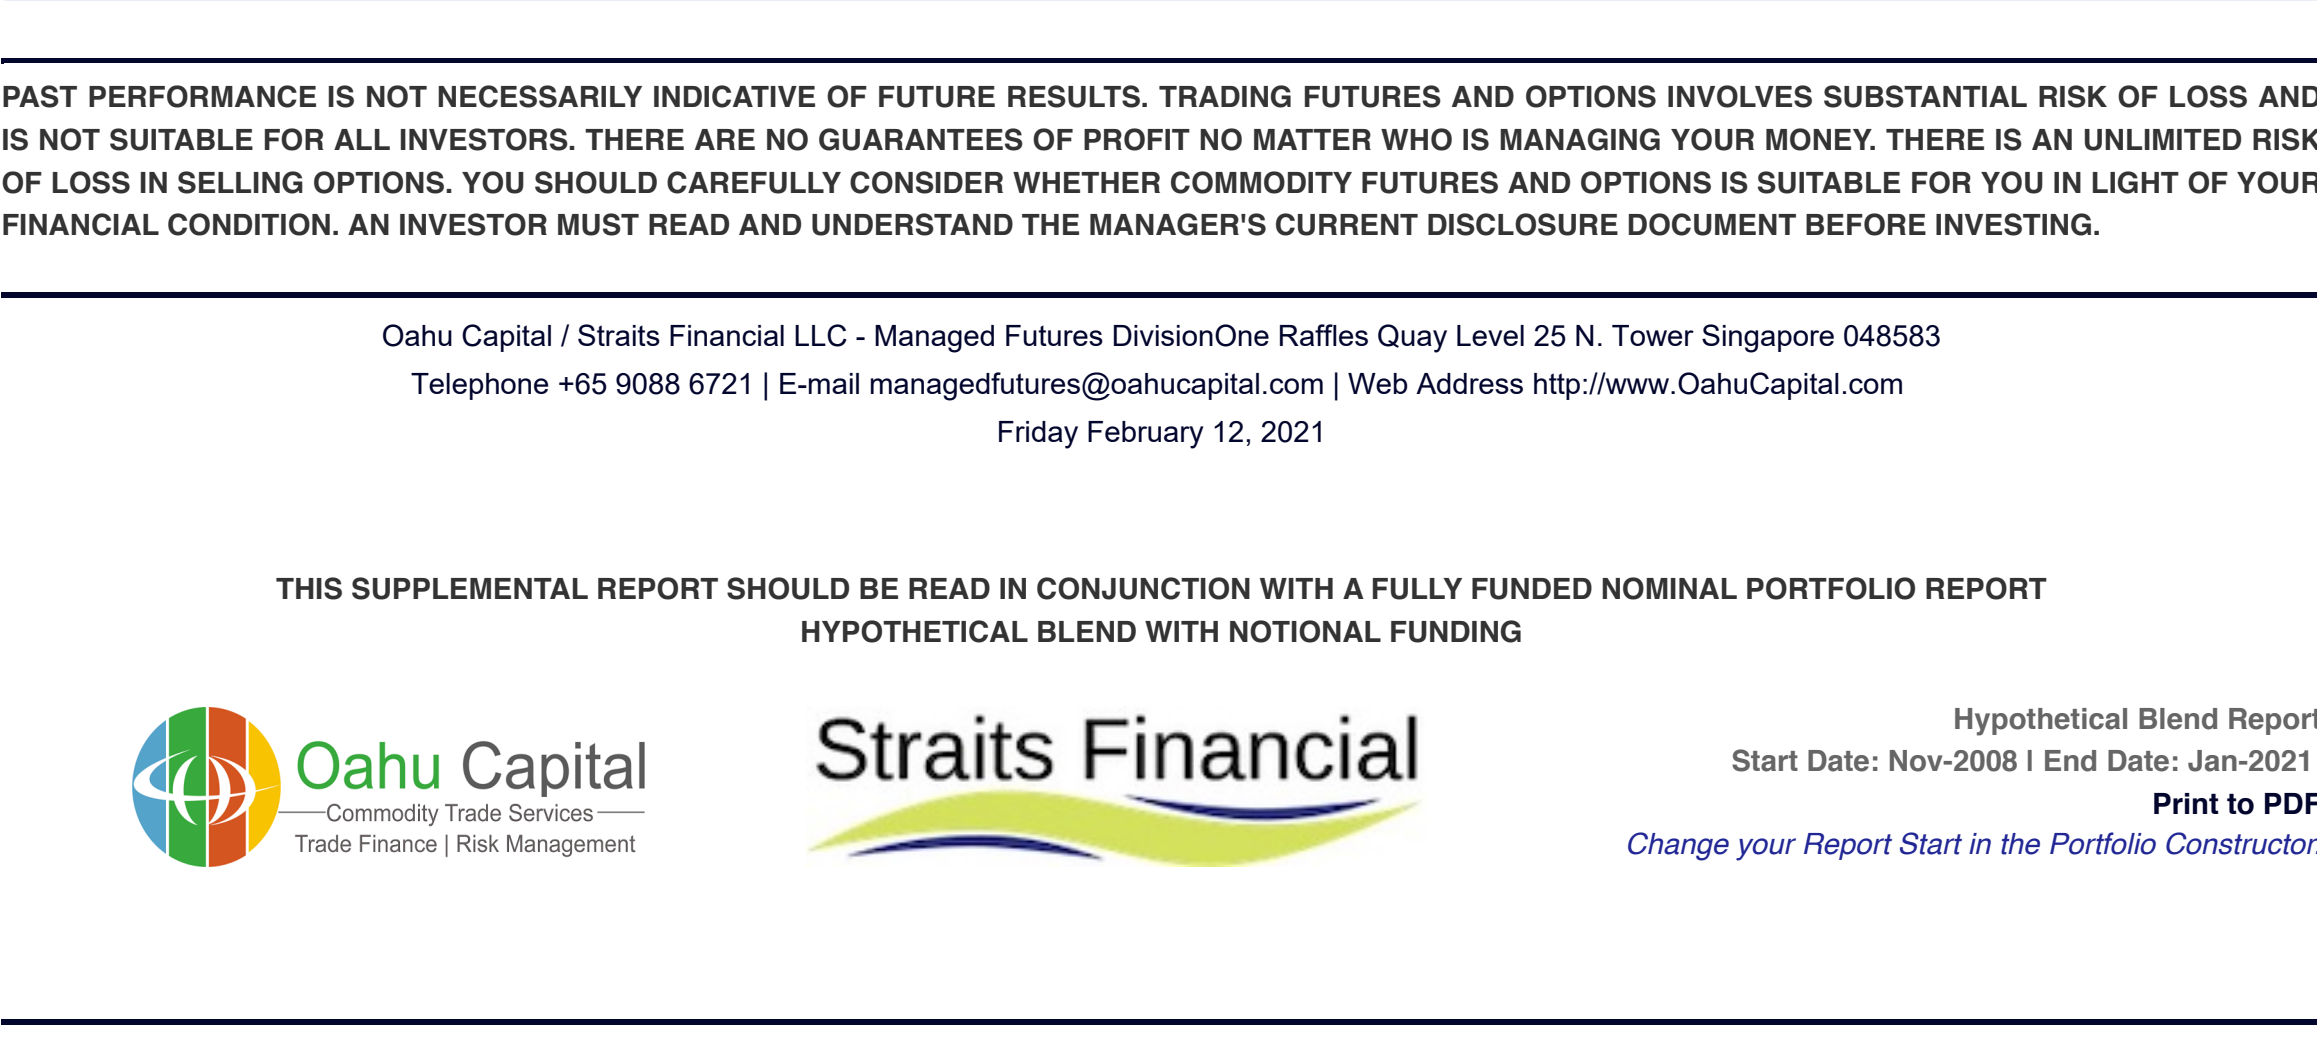 PAST PERFORMANCE IS NOT NECESSARILY INDICATIVE OF FUTURE RESULTS. TRADING FUTURES AND OPTIONS INVOLVES SUBSTANTIAL RISK OF LOSS AND
IS NOT SUITABLE FOR ALL INVESTORS. THERE ARE NO GUARANTEES OF PROFIT NO MATTER WHO IS MANAGING YOUR MONEY. THERE IS AN UNLIMITED RISK
OF LOSS IN SELLING OPTIONS. YOU SHOULD CAREFULLY CONSIDER WHETHER COMMODITY FUTURES AND OPTIONS IS SUITABLE FOR YOU IN LIGHT OF YOUR
FINANCIAL CONDITION. AN INVESTOR MUST READ AND UNDERSTAND THE MANAGER'S CURRENT DISCLOSURE DOCUMENT BEFORE INVESTING.
Oahu Capital / Straits Financial LLC - Managed Futures DivisionOne Raffles Quay Level 25 N. Tower Singapore 048583
Telephone +65 9088 6721 | E-mail managedfutures@oahucapital.com | Web Address http://www.OahuCapital.com
Friday February 12, 2021
THIS SUPPLEMENTAL REPORT SHOULD BE READ IN CONJUNCTION WITH A FULLY FUNDED NOMINAL PORTFOLIO REPORT
HYPOTHETICAL BLEND WITH NOTIONAL FUNDING
Oahu Capital
Commodity Trade Services
Trade Finance | Risk Management
Straits Financial
Hypothetical Blend Report
Start Date: Nov-2008 | End Date: Jan-2021
Print to PDF
Change your Report Start in the Portfolio Constructor.